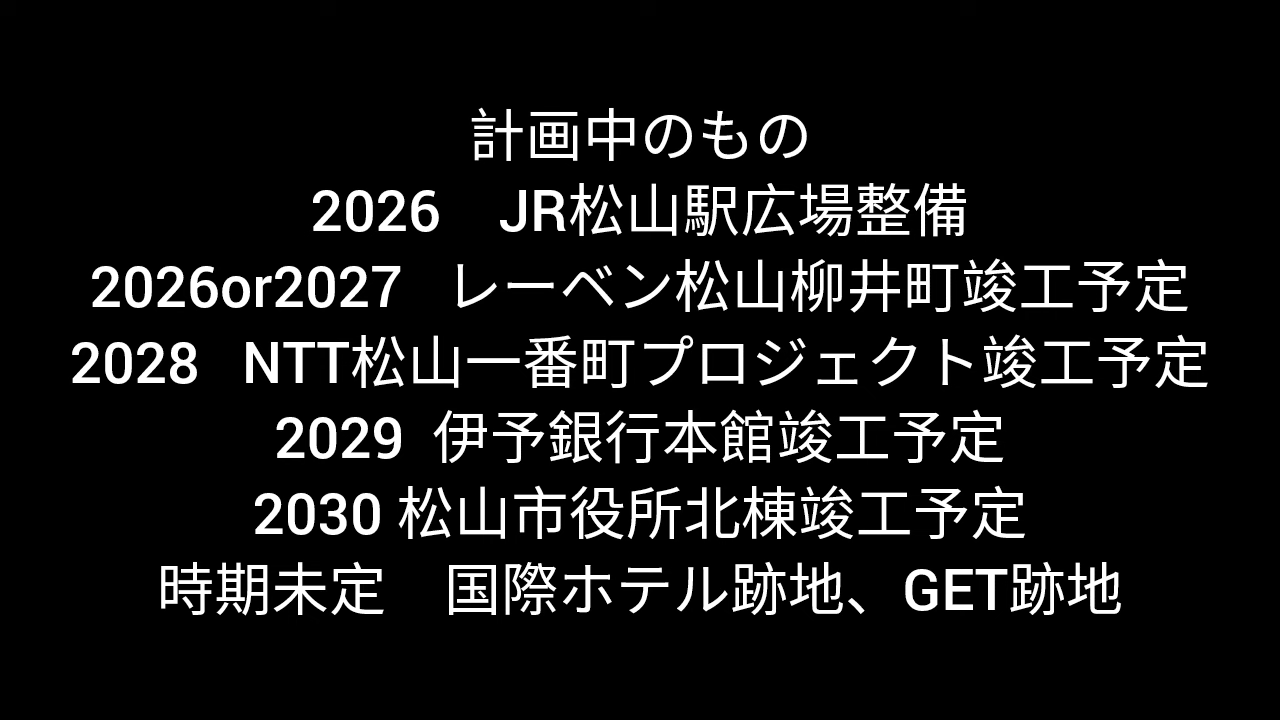 計画中のもの
2026　JR松山駅広場整備
2026or2027　レーベン松山柳井町竣工予定
2028　NTT松山一番町プロジェクト竣工予定
2029  伊予銀行本館竣工予定
2030 松山市役所北棟竣工予定
時期未定　国際ホテル跡地、GET跡地